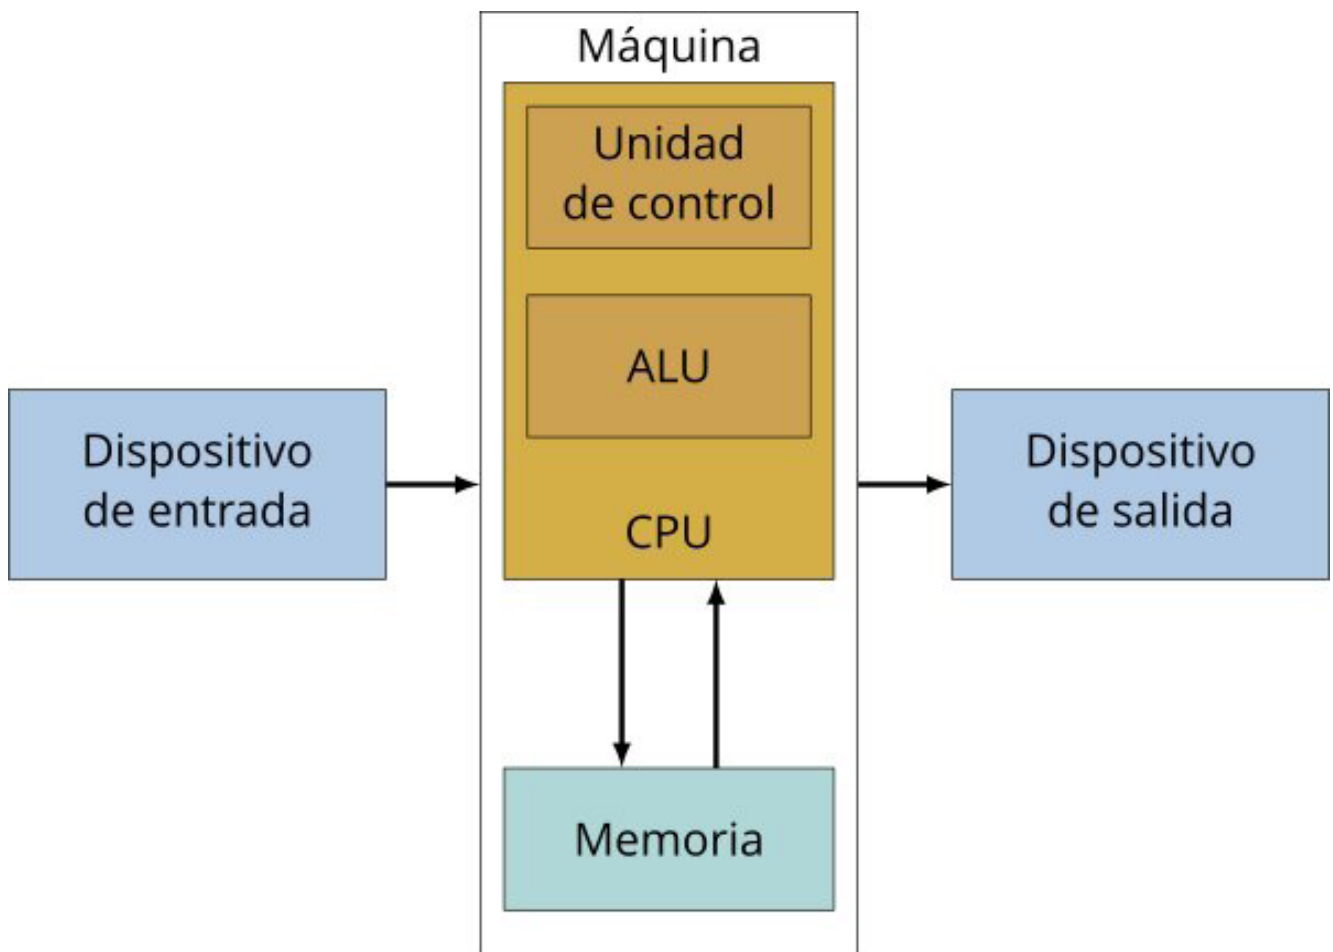 Máquina
Unidad
de control
ALU
CPU
Dispositivo
de entrada
Dispositivo
de salida
Memoria